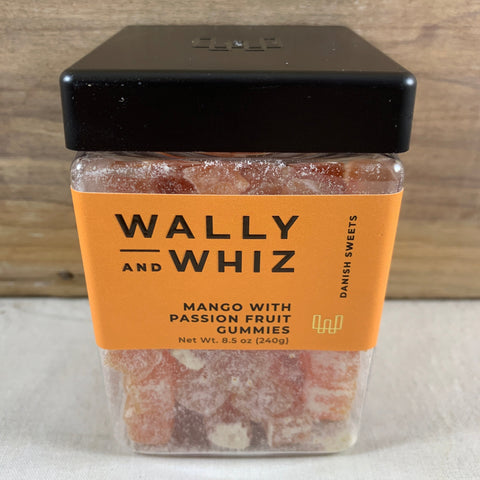 WALLY
AND WHIZ
MANGO WITH
PASSION FRUIT
GUMMIES
Net Wt. 8.5 oz (240g)
DANISH SWEETS